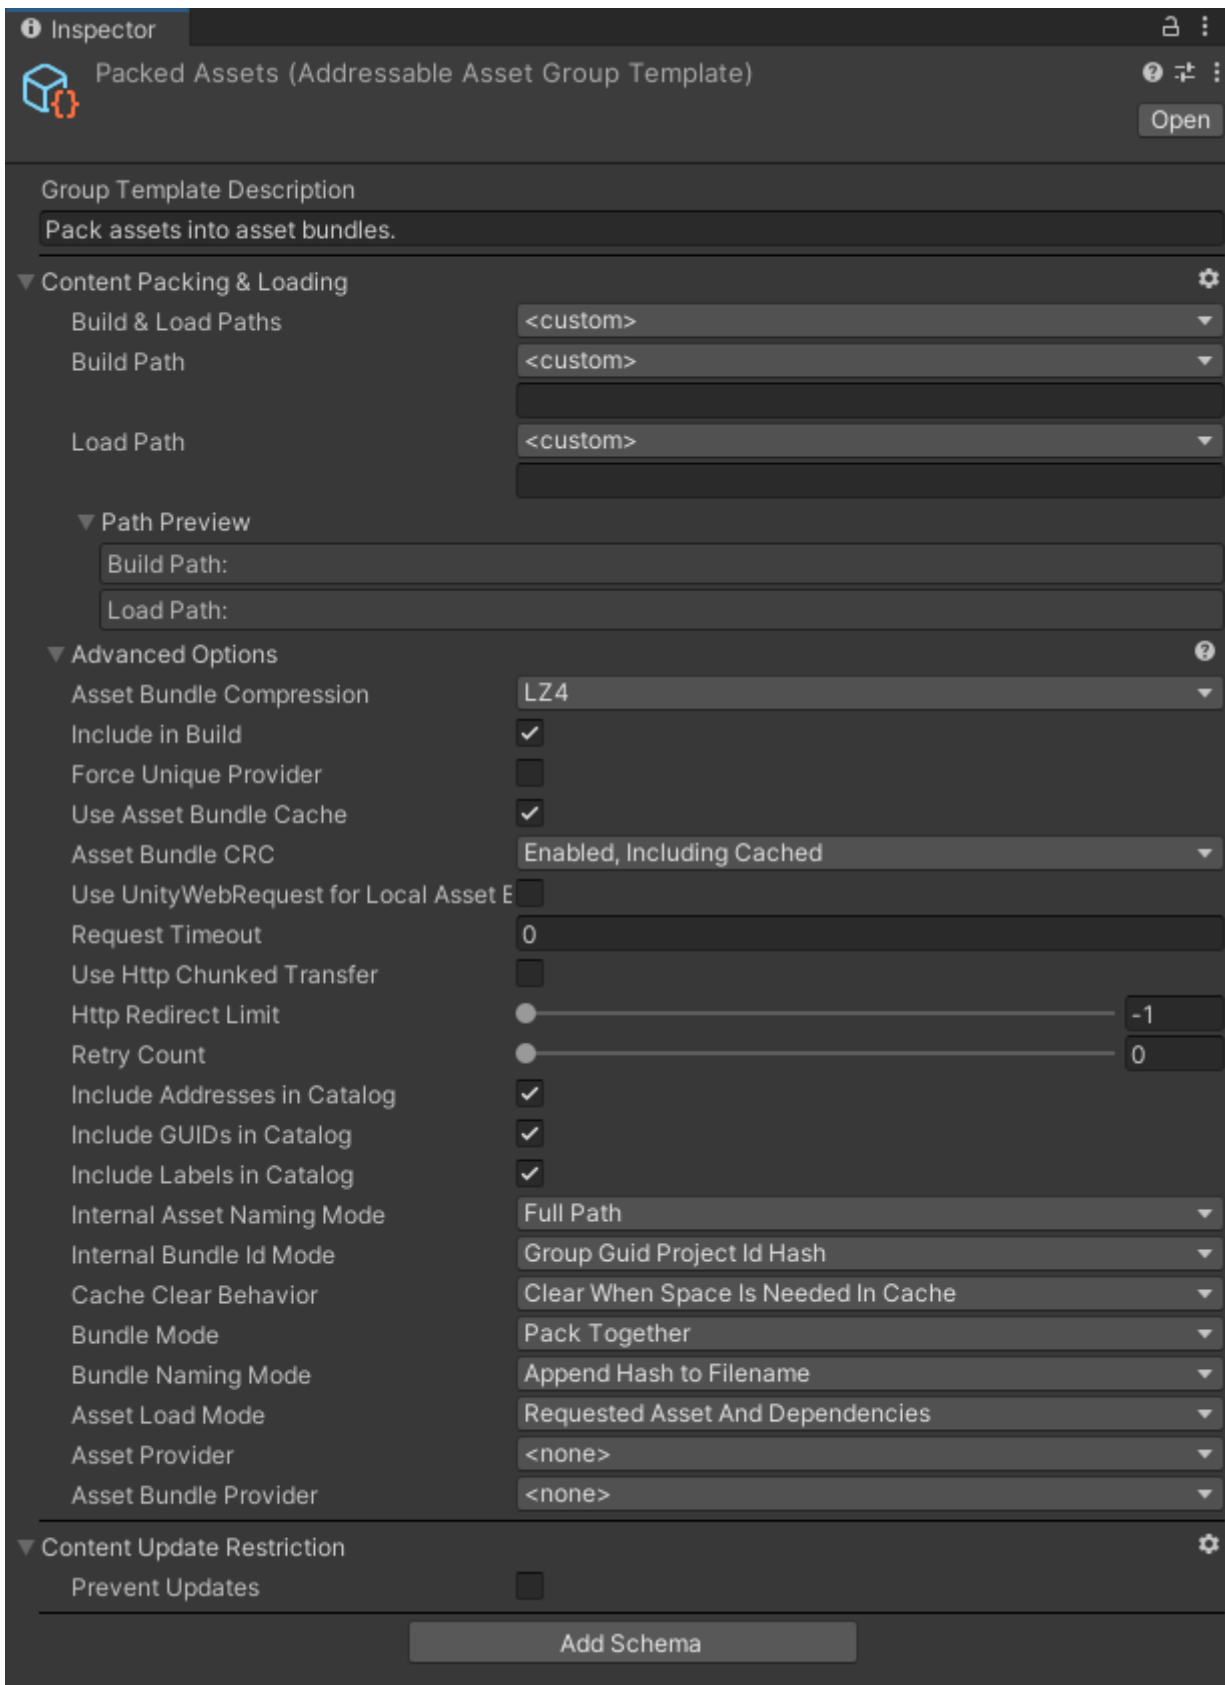 Inspector
Packed Assets (Addressable Asset Group Template)
Open
Group Template Description
Pack assets into asset bundles.
Content Packing & Loading
Build & Load Paths <custom>
Build Path <custom>
Load Path <custom>
Path Preview
Build Path:
Load Path:
Advanced Options
Asset Bundle Compression LZ4
Include in Build
Force Unique Provider
Use Asset Bundle Cache
Asset Bundle CRC Enabled, Including Cached
Use UnityWebRequest for Local Asset E
Request Timeout 0
Use Http Chunked Transfer
Http Redirect Limit -1
Retry Count 0
Include Addresses in Catalog
Include GUIDs in Catalog
Include Labels in Catalog
Internal Asset Naming Mode Full Path
Internal Bundle Id Mode Group Guid Project Id Hash
Cache Clear Behavior Clear When Space Is Needed In Cache
Bundle Mode Pack Together
Bundle Naming Mode Append Hash to Filename
Asset Load Mode Requested Asset And Dependencies
Asset Provider <none>
Asset Bundle Provider <none>
Content Update Restriction
Prevent Updates
Add Schema